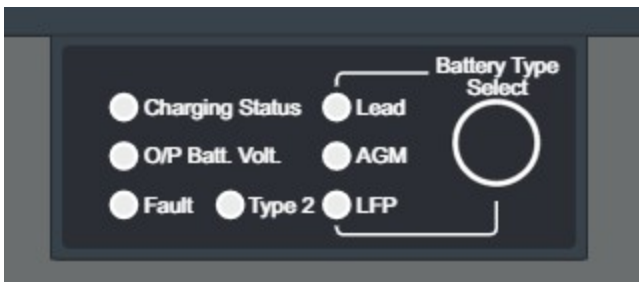 Battery Type
Select
Charging Status
Lead
O/P Batt. Volt.
AGM
Fault
Type 2
LFP